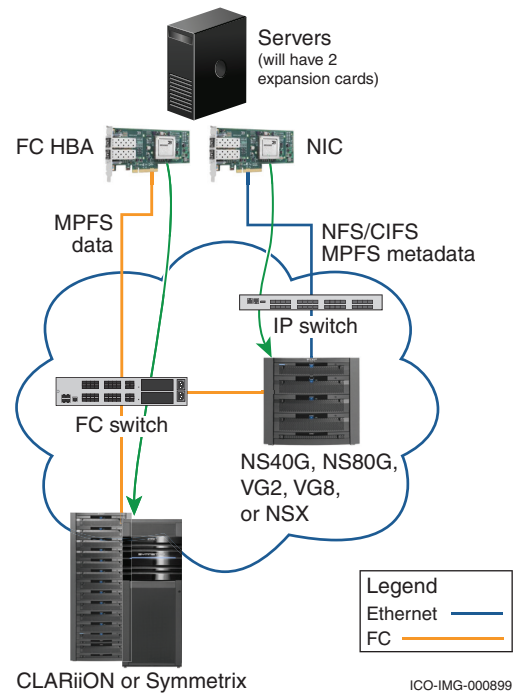 Servers
(will have 2
expansion cards)
FC HBA
NIC
MPFS
data
NFS/CIFS
MPFS metadata
IP switch
FC switch
NS40G, NS80G,
VG2, VG8,
or NSX
Legend
Ethernet
FC
CLARiiON or Symmetrix
ICO-IMG-000899